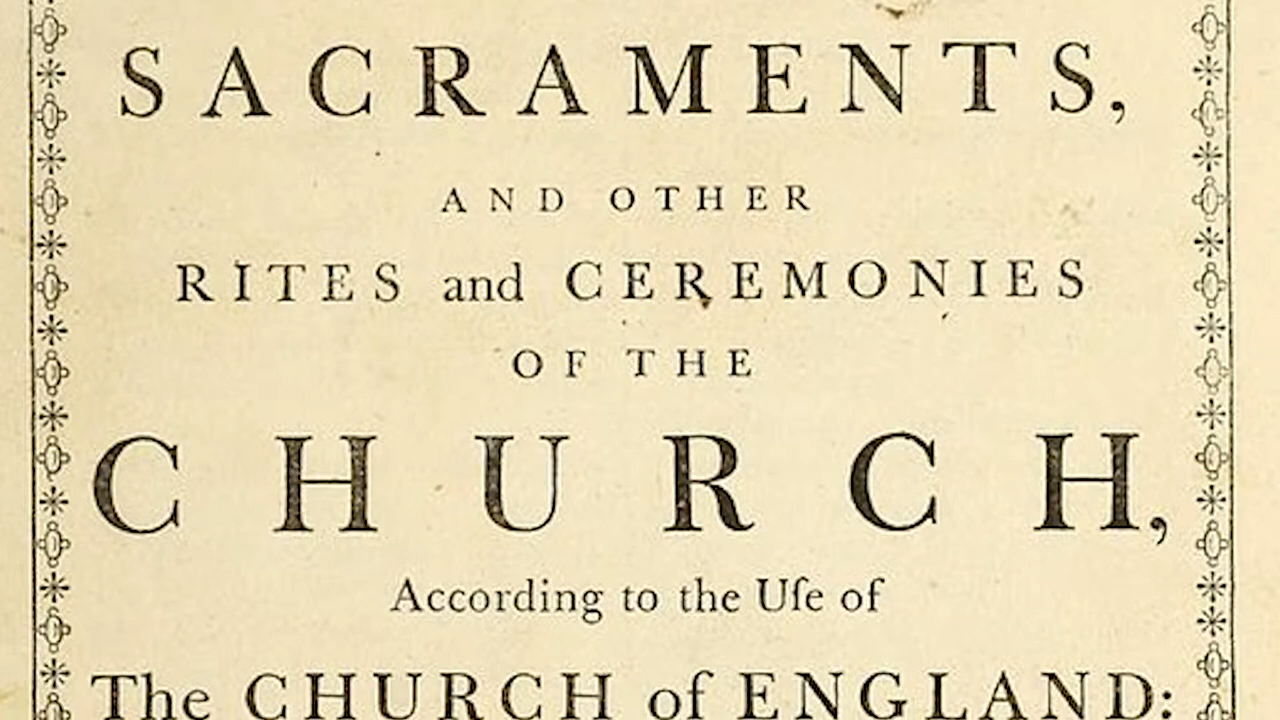 SACRAMENTS,
AND OTHER
RITES and CEREMONIES
OF THE
CHURCH,
According to the Uſe of
The CHURCH of ENGLAND: